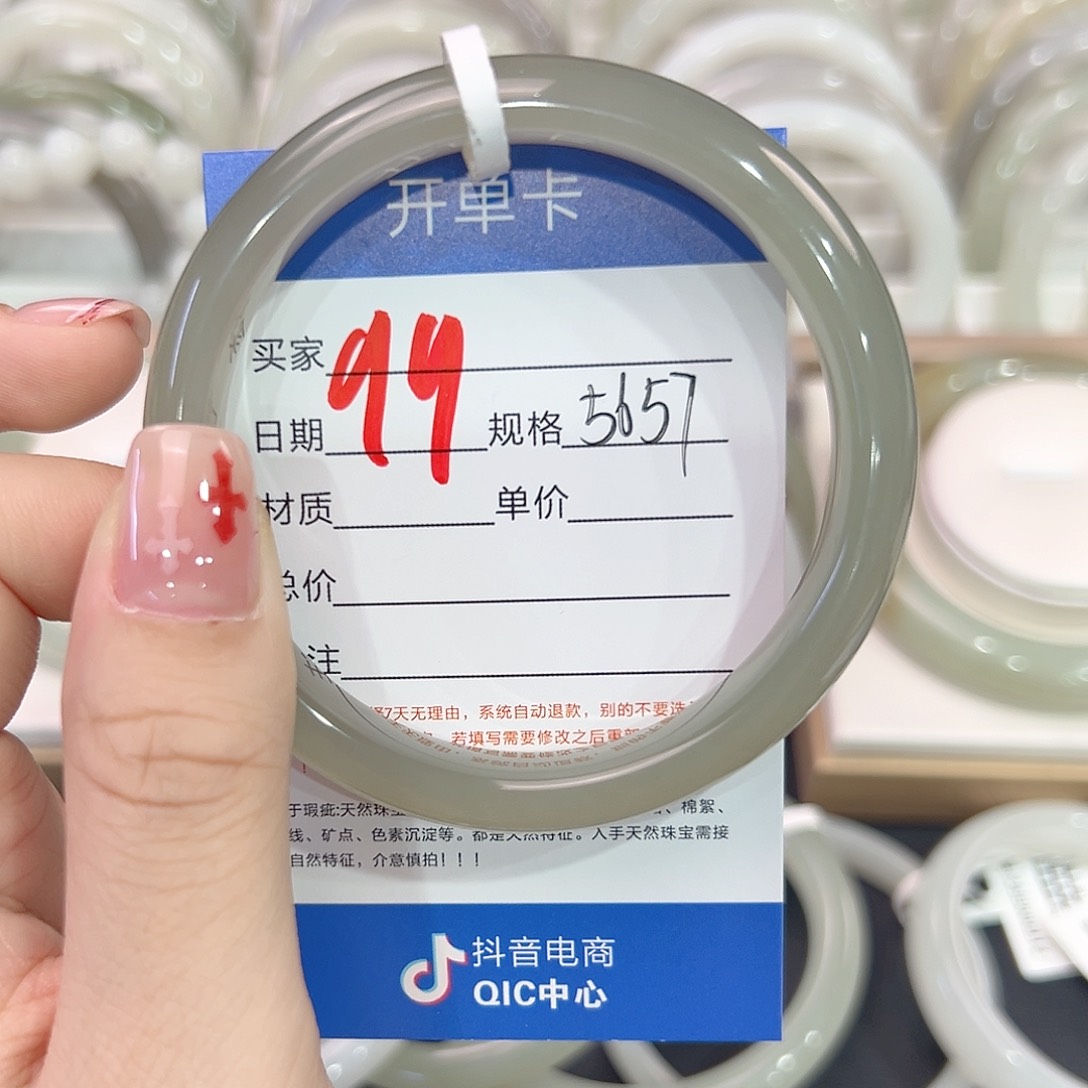 开单卡
买家
99
日期 规格 5657
材质 单价
总价
注
7天无理由，系统自动退款，别的不要选
若填写需要修改之后重新
于瑕疵:天然珠宝 棉絮、
线、矿点、色素沉淀等。都是天然特征。入手天然珠宝需接
自然特征，介意慎拍！！！
抖音电商
QIC中心